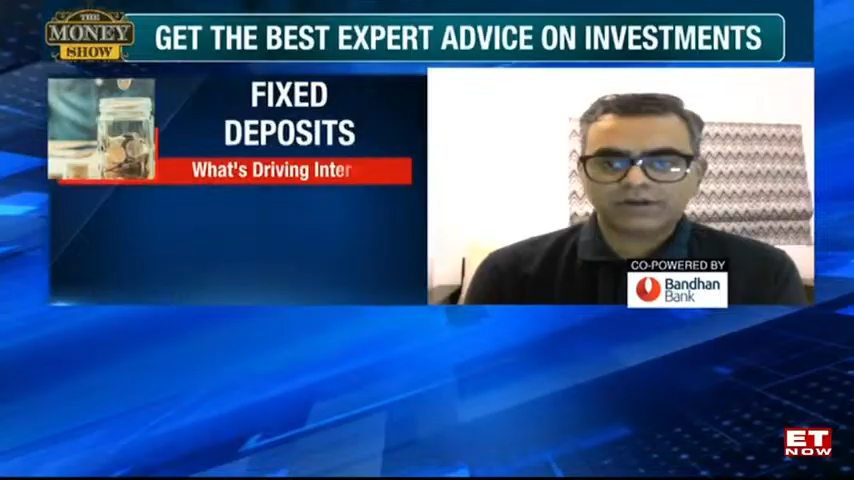 THE
MONEY
SHOW
GET THE BEST EXPERT ADVICE ON INVESTMENTS
FIXED
DEPOSITS
What's Driving Inter
CO-POWERED BY
Bandhan
Bank
ET
NOW